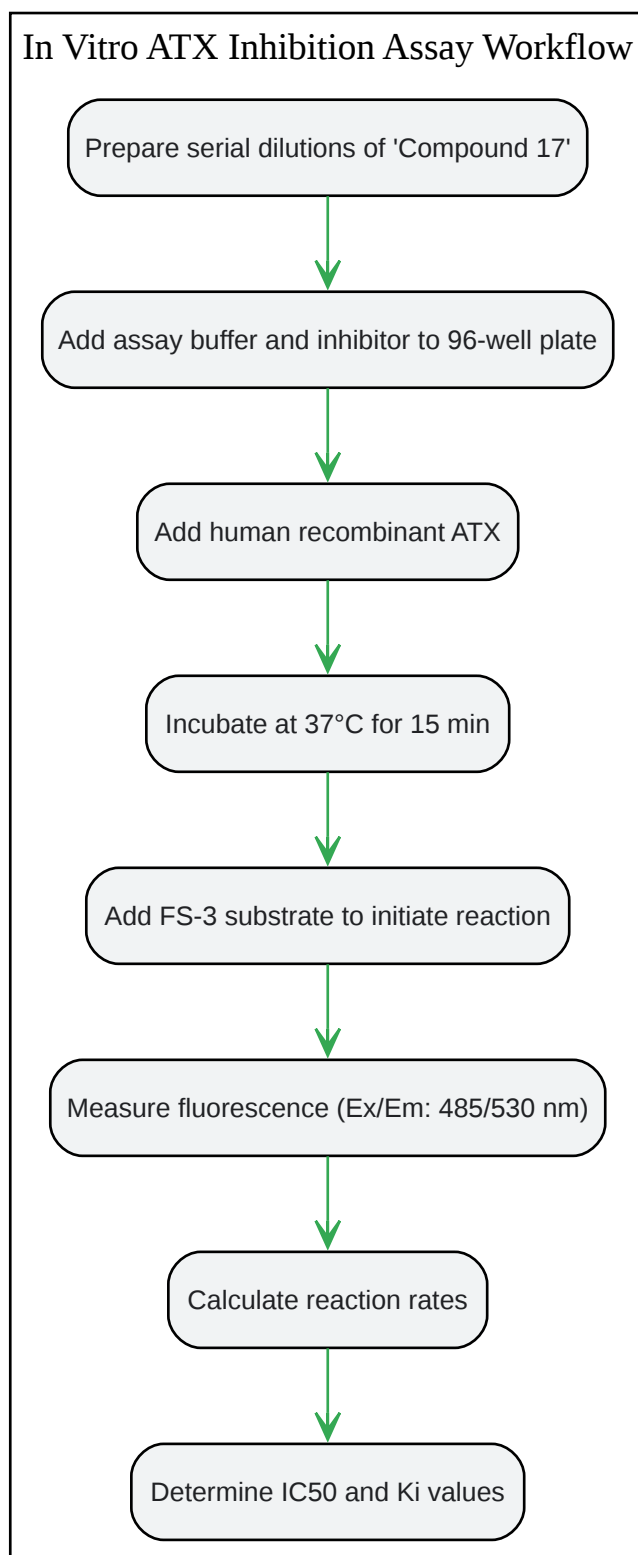 In Vitro ATX Inhibition Assay Workflow
Prepare serial dilutions of 'Compound 17'
Add assay buffer and inhibitor to 96-well plate
Add human recombinant ATX
Incubate at 37°C for 15 min
Add FS-3 substrate to initiate reaction
Measure fluorescence (Ex/Em: 485/530 nm)
Calculate reaction rates
Determine IC50 and Ki values